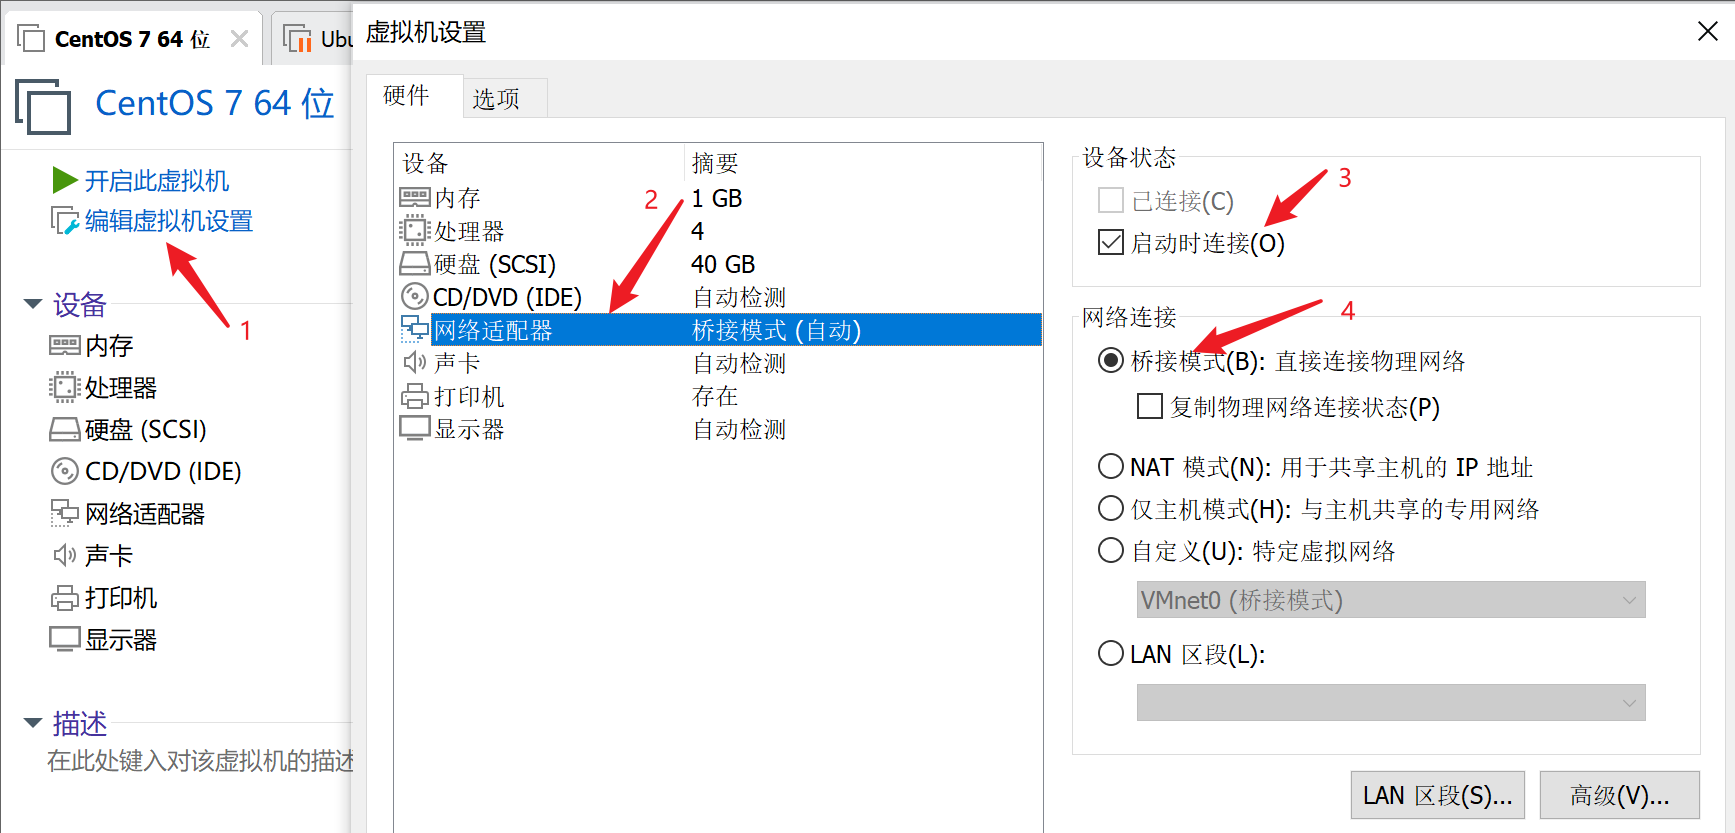 CentOS 7 64 位
Ubu
CentOS 7 64 位
开启此虚拟机
编辑虚拟机设置
1
设备
内存
处理器
硬盘 (SCSI)
CD/DVD (IDE)
网络适配器
声卡
打印机
显示器
描述
在此处键入对该虚拟机的描述
虚拟机设置
硬件
选项
设备 摘要
内存 1 GB
处理器 4
硬盘 (SCSI) 40 GB
CD/DVD (IDE) 自动检测
网络适配器 桥接模式 (自动)
声卡 自动检测
打印机 存在
显示器 自动检测
2
设备状态
已连接(C)
启动时连接(O)
3
网络连接
4
桥接模式(B): 直接连接物理网络
复制物理网络连接状态(P)
NAT 模式(N): 用于共享主机的 IP 地址
仅主机模式(H): 与主机共享的专用网络
自定义(U): 特定虚拟网络
VMnet0 (桥接模式)
LAN 区段(L):
LAN 区段(S)...
高级(V)...